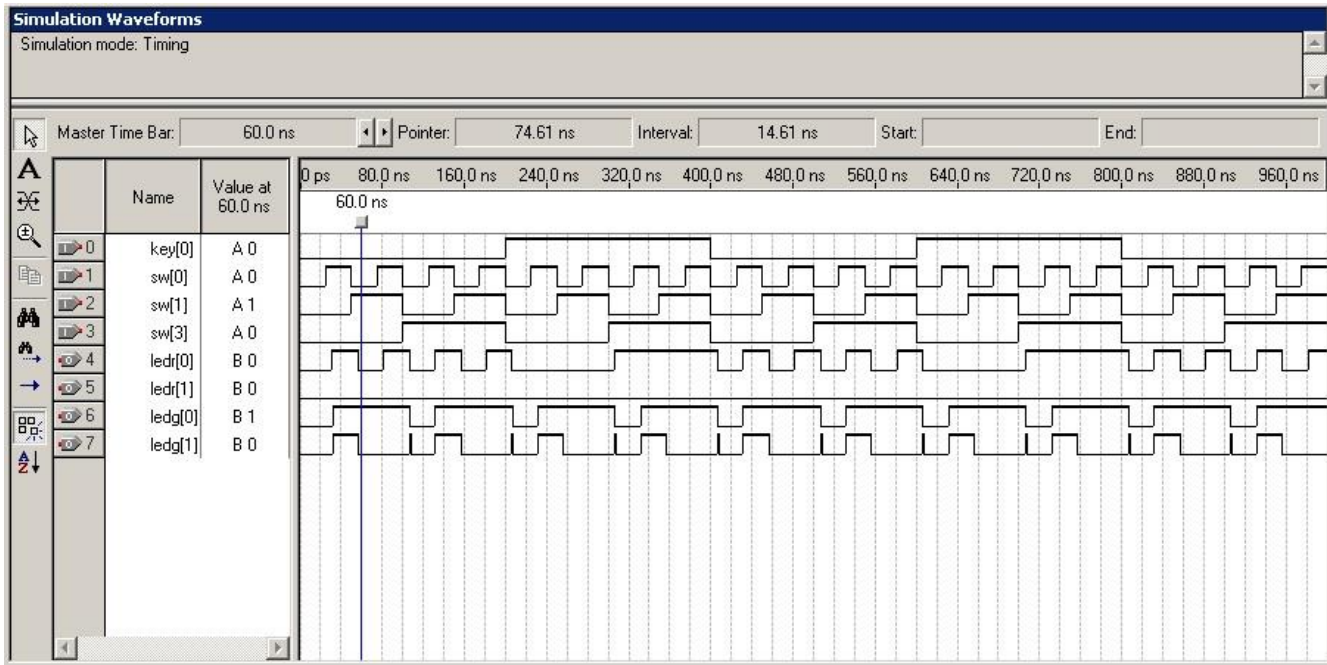 Simulation Waveforms
Simulation mode: Timing
Master Time Bar: 60.0 ns Pointer: 74.61 ns Interval: 14.61 ns Start: End:
Name Value at 60.0 ns
0 ps 80.0 ns 160.0 ns 240.0 ns 320.0 ns 400.0 ns 480.0 ns 560.0 ns 640.0 ns 720.0 ns 800.0 ns 880.0 ns 960.0 ns
60.0 ns
0 key[0] A 0
1 sw[0] A 0
2 sw[1] A 1
3 sw[3] A 0
4 ledr[0] B 0
5 ledr[1] B 0
6 ledg[0] B 1
7 ledg[1] B 0